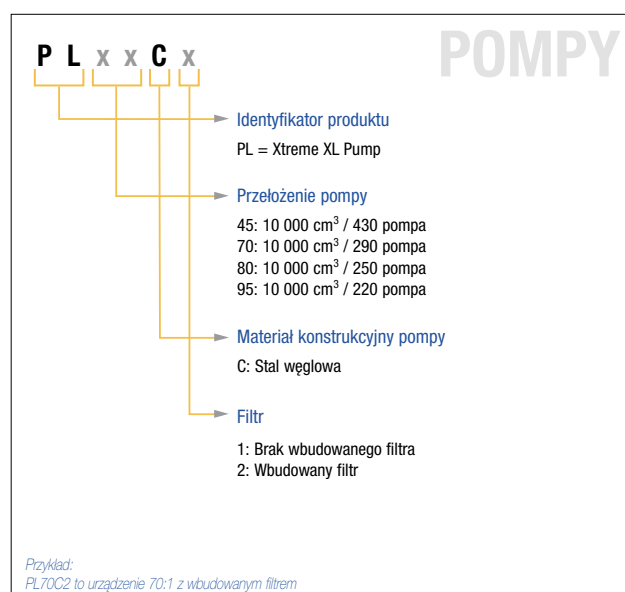 POMPY
P L x x C x
Identyfikator produktu
PL = Xtreme XL Pump
Przełożenie pompy
45: 10 000 cm³ / 430 pompa
70: 10 000 cm³ / 290 pompa
80: 10 000 cm³ / 250 pompa
95: 10 000 cm³ / 220 pompa
Materiał konstrukcyjny pompy
C: Stal węglowa
Filtr
1: Brak wbudowanego filtra
2: Wbudowany filtr
Przykład:
PL70C2 to urządzenie 70:1 z wbudowanym filtrem